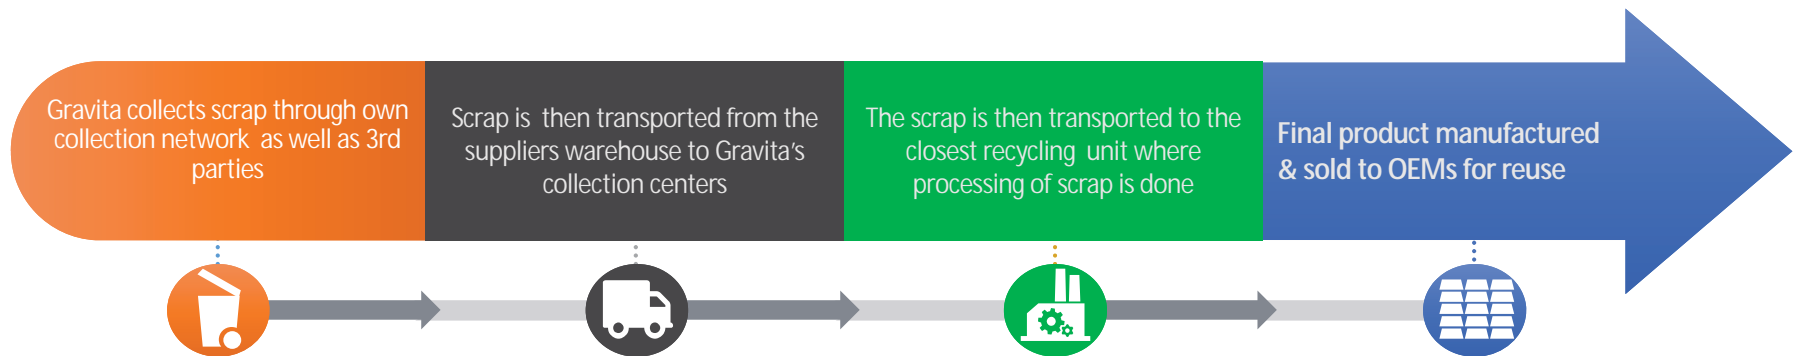 Gravita collects scrap through own
collection network as well as 3rd
parties
Scrap is then transported from the
suppliers warehouse to Gravita's
collection centers
The scrap is then transported to the
closest recycling unit where
processing of scrap is done
Final product manufactured
& sold to OEMs for reuse